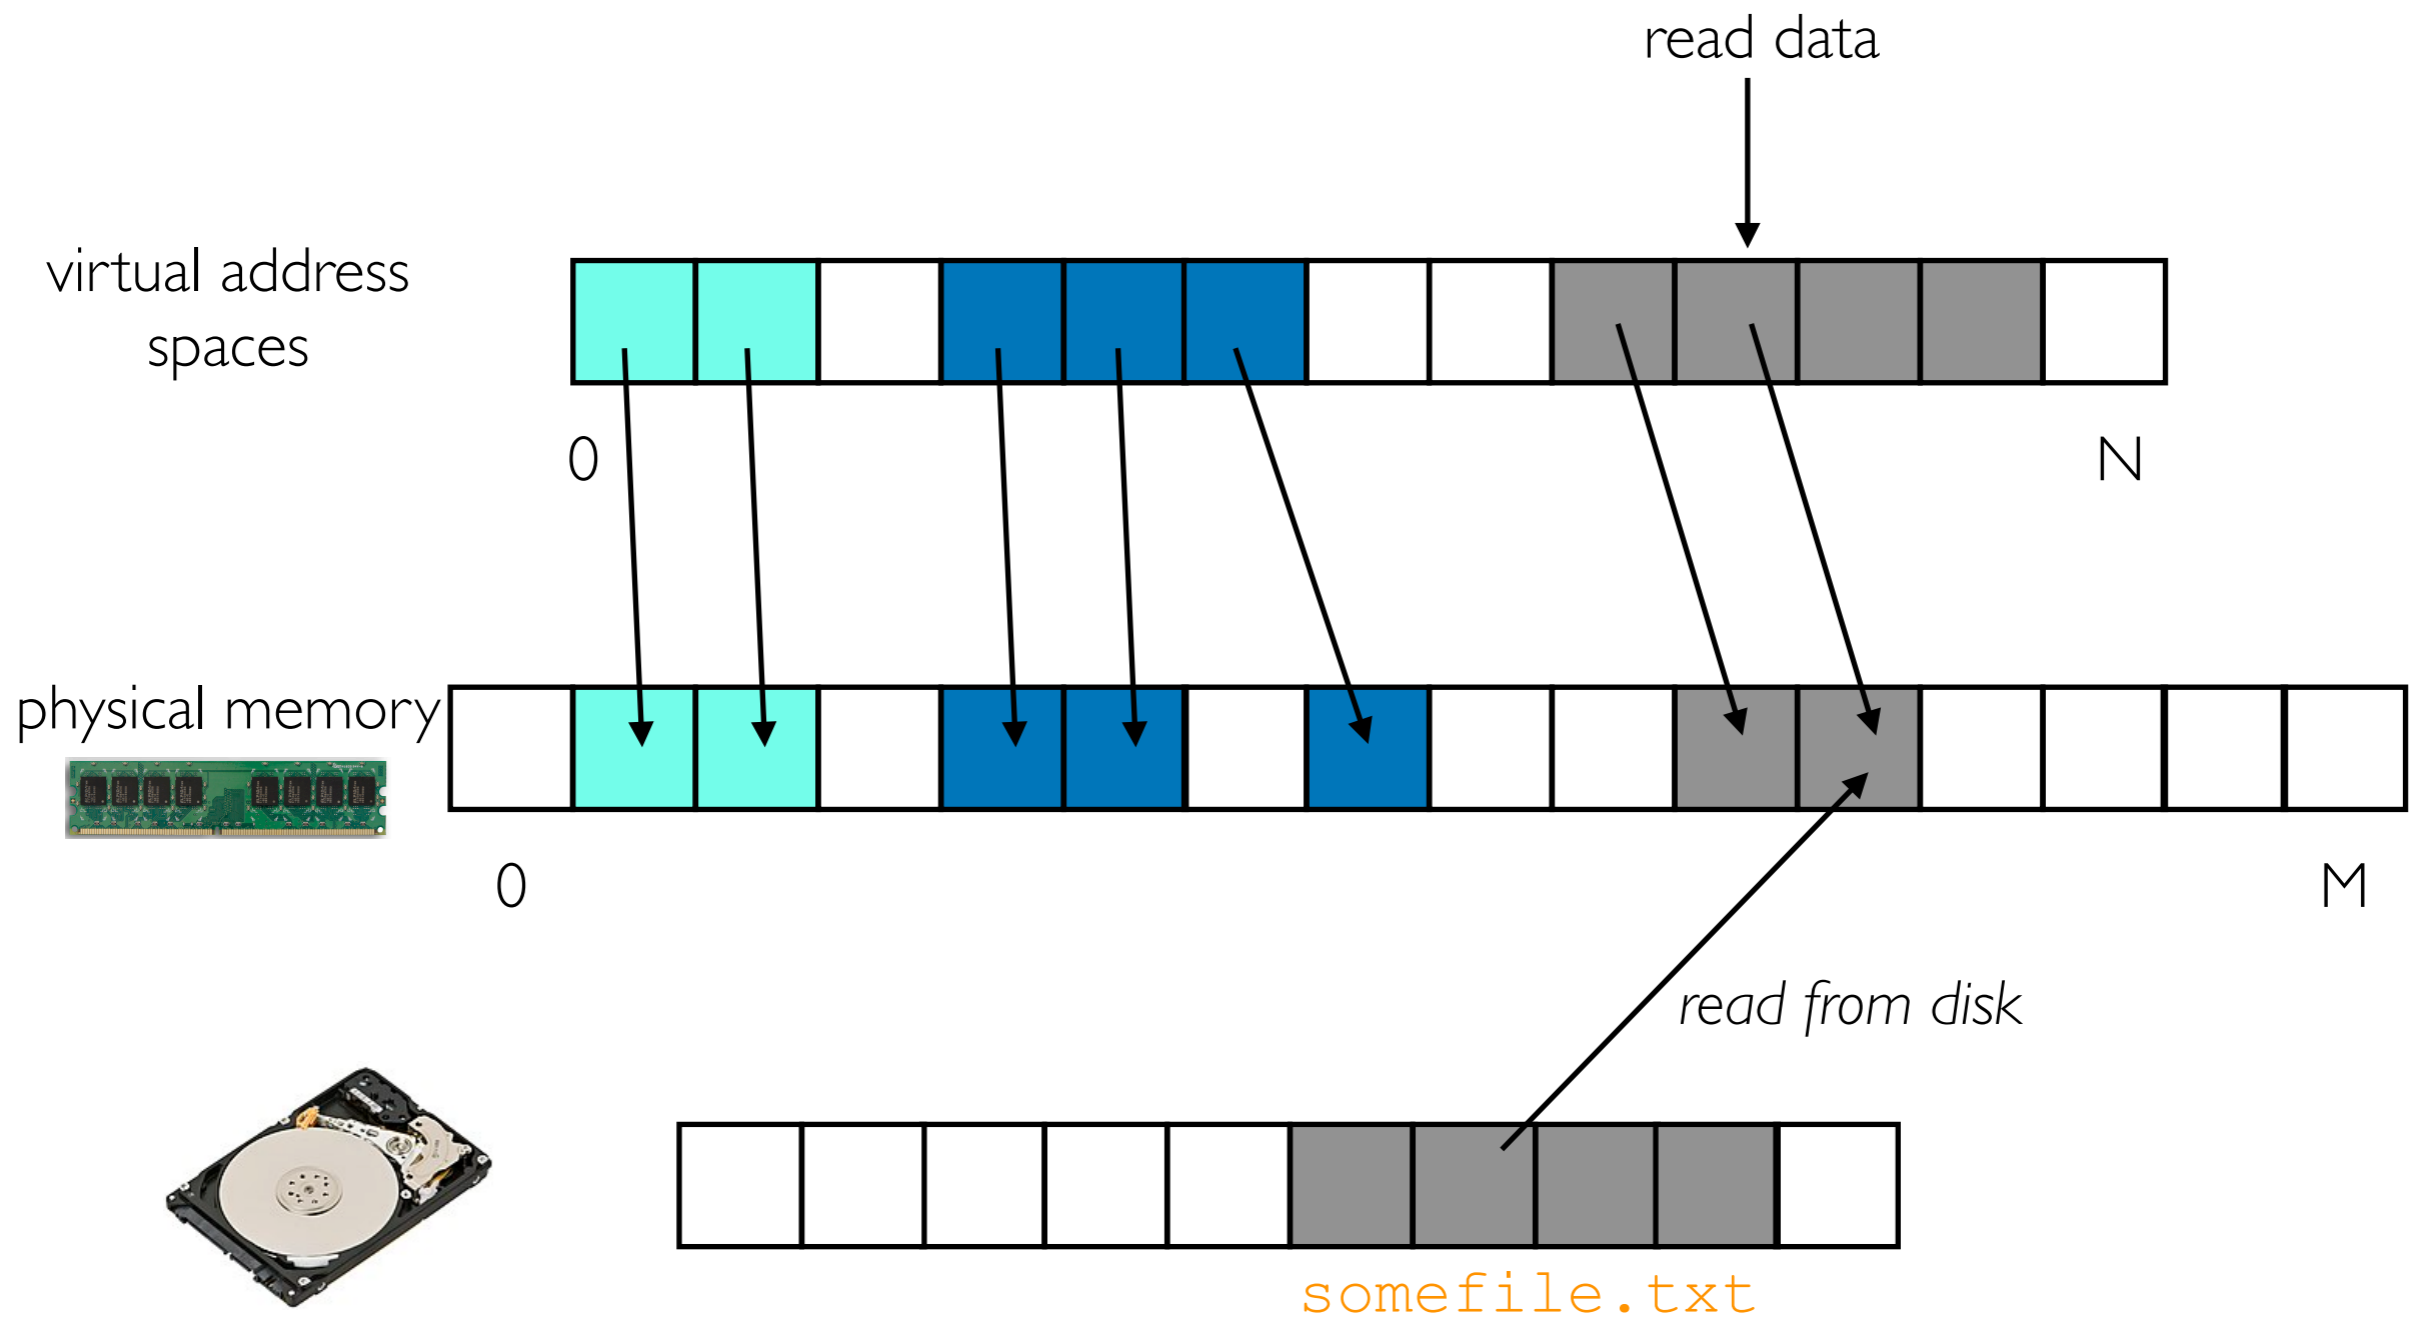 read data
virtual address
spaces
0
N
physical memory
0
M
read from disk
somefile.txt